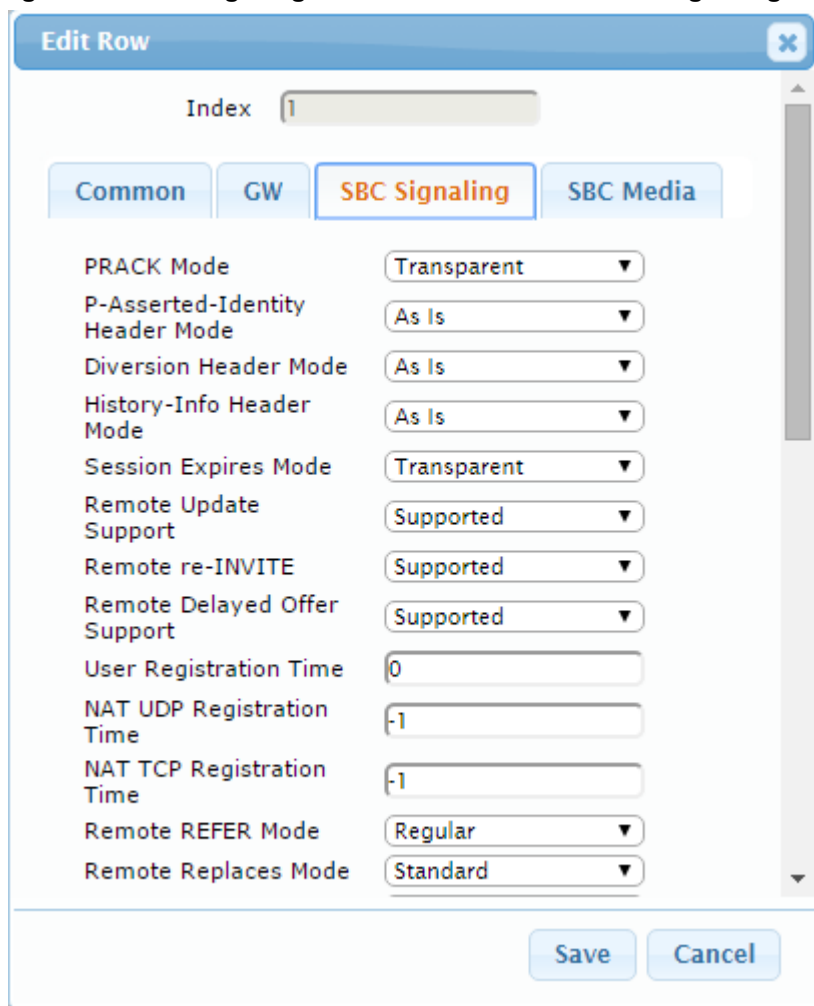 Edit Row
Index 1
Common GW SBC Signaling SBC Media
PRACK Mode Transparent
P-Asserted-Identity
Header Mode As Is
Diversion Header Mode As Is
History-Info Header
Mode As Is
Session Expires Mode Transparent
Remote Update
Support Supported
Remote re-INVITE Supported
Remote Delayed Offer
Support Supported
User Registration Time 0
NAT UDP Registration
Time -1
NAT TCP Registration
Time -1
Remote REFER Mode Regular
Remote Replaces Mode Standard
Save Cancel